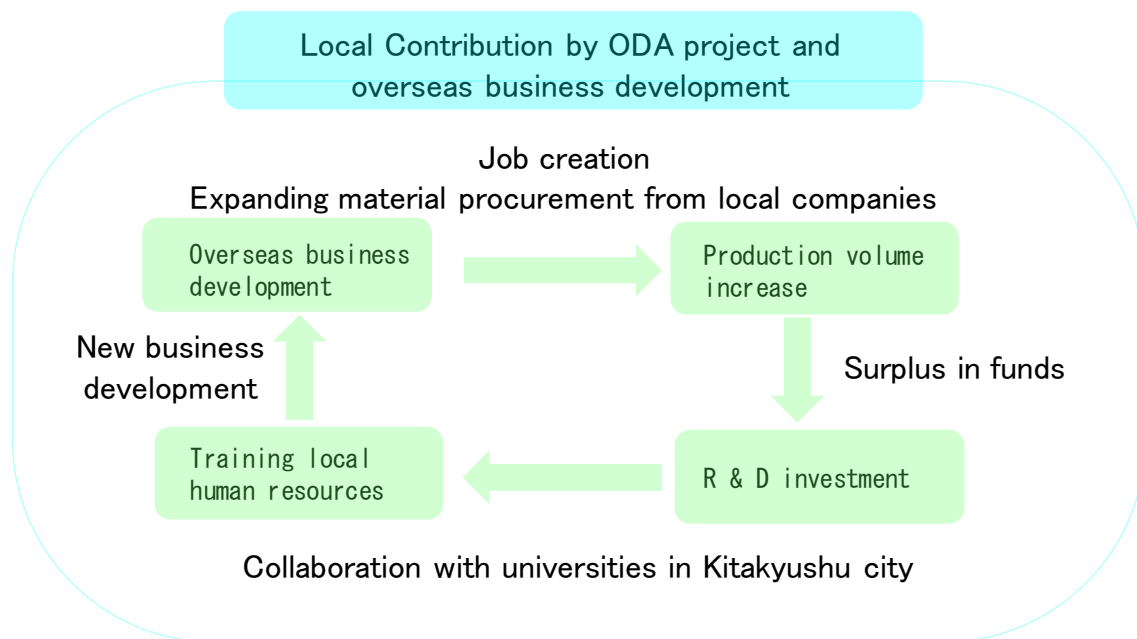 Local Contribution by ODA project and
overseas business development
Job creation
Expanding material procurement from local companies
Overseas business
development
Production volume
increase
New business
development
Surplus in funds
Training local
human resources
R & D investment
Collaboration with universities in Kitakyushu city